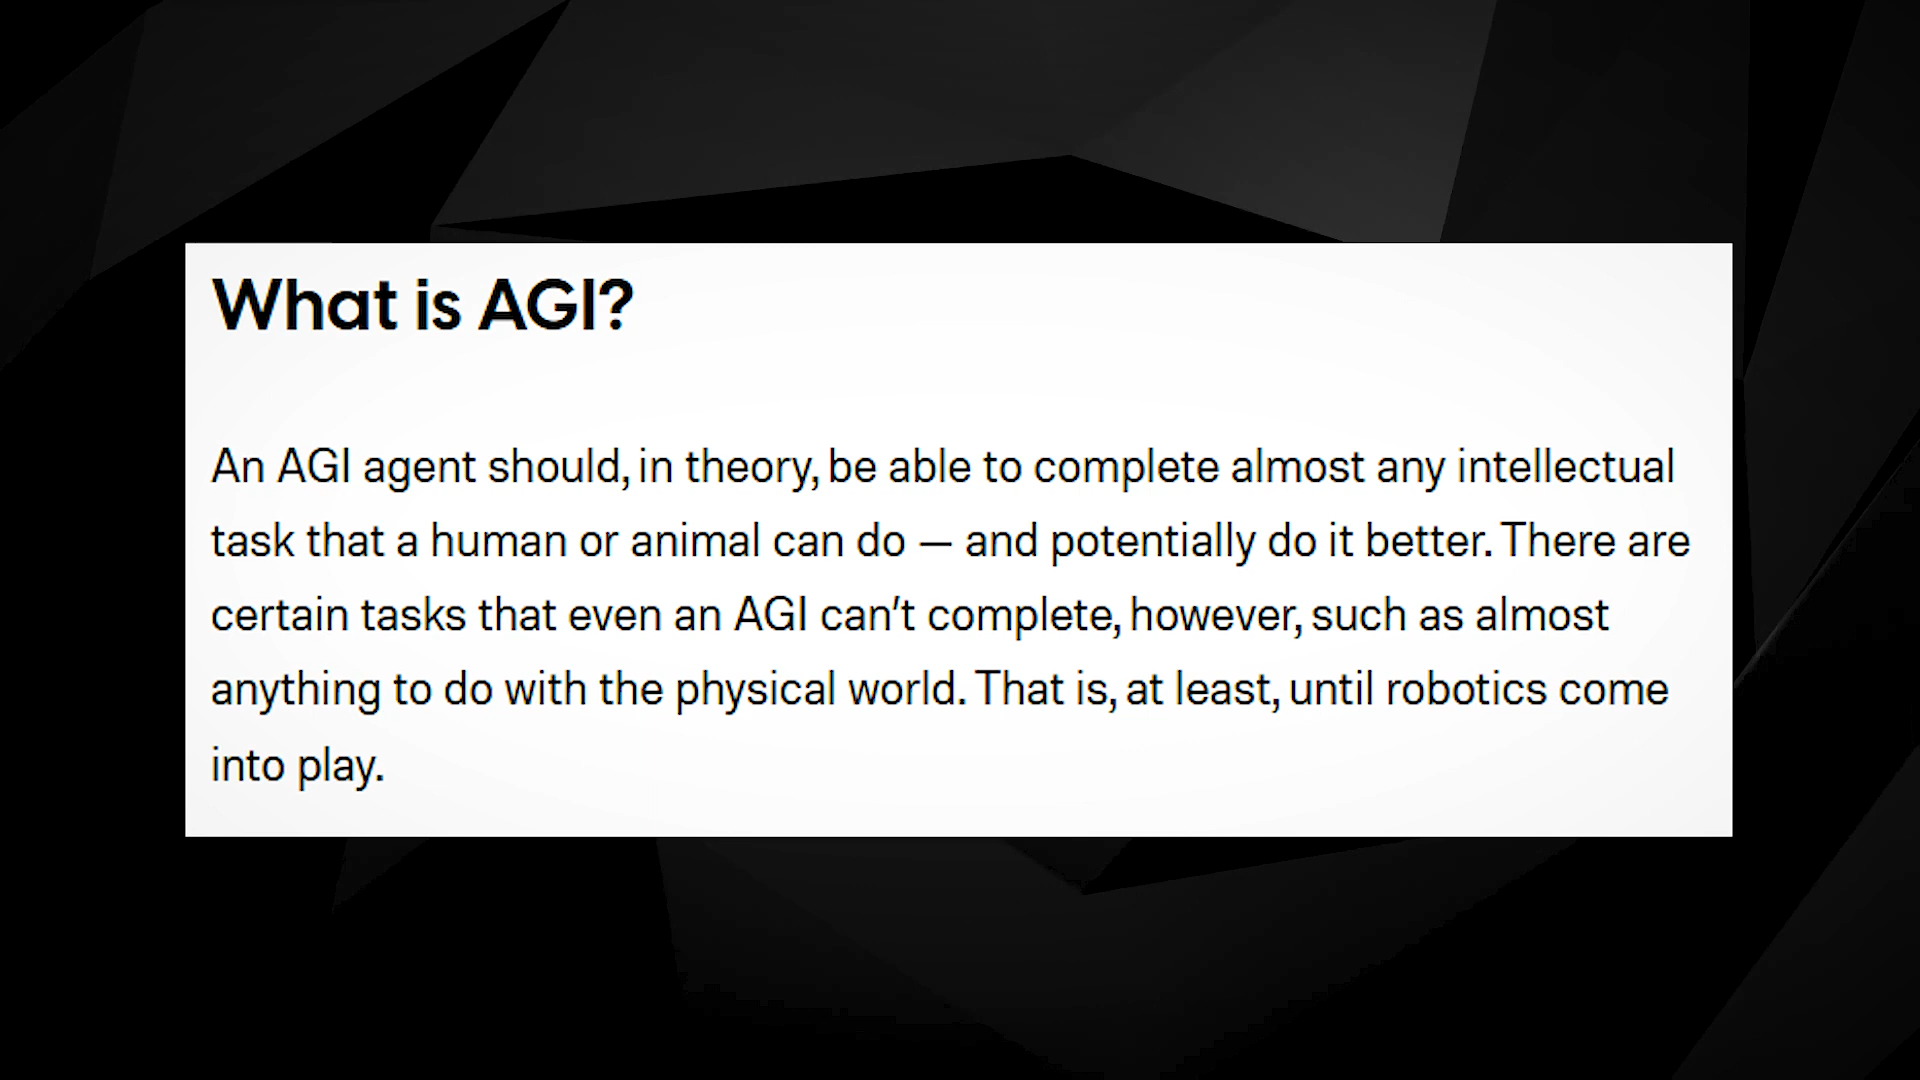 What is AGI?
An AGI agent should, in theory, be able to complete almost any intellectual
task that a human or animal can do — and potentially do it better. There are
certain tasks that even an AGI can’t complete, however, such as almost
anything to do with the physical world. That is, at least, until robotics come
into play.